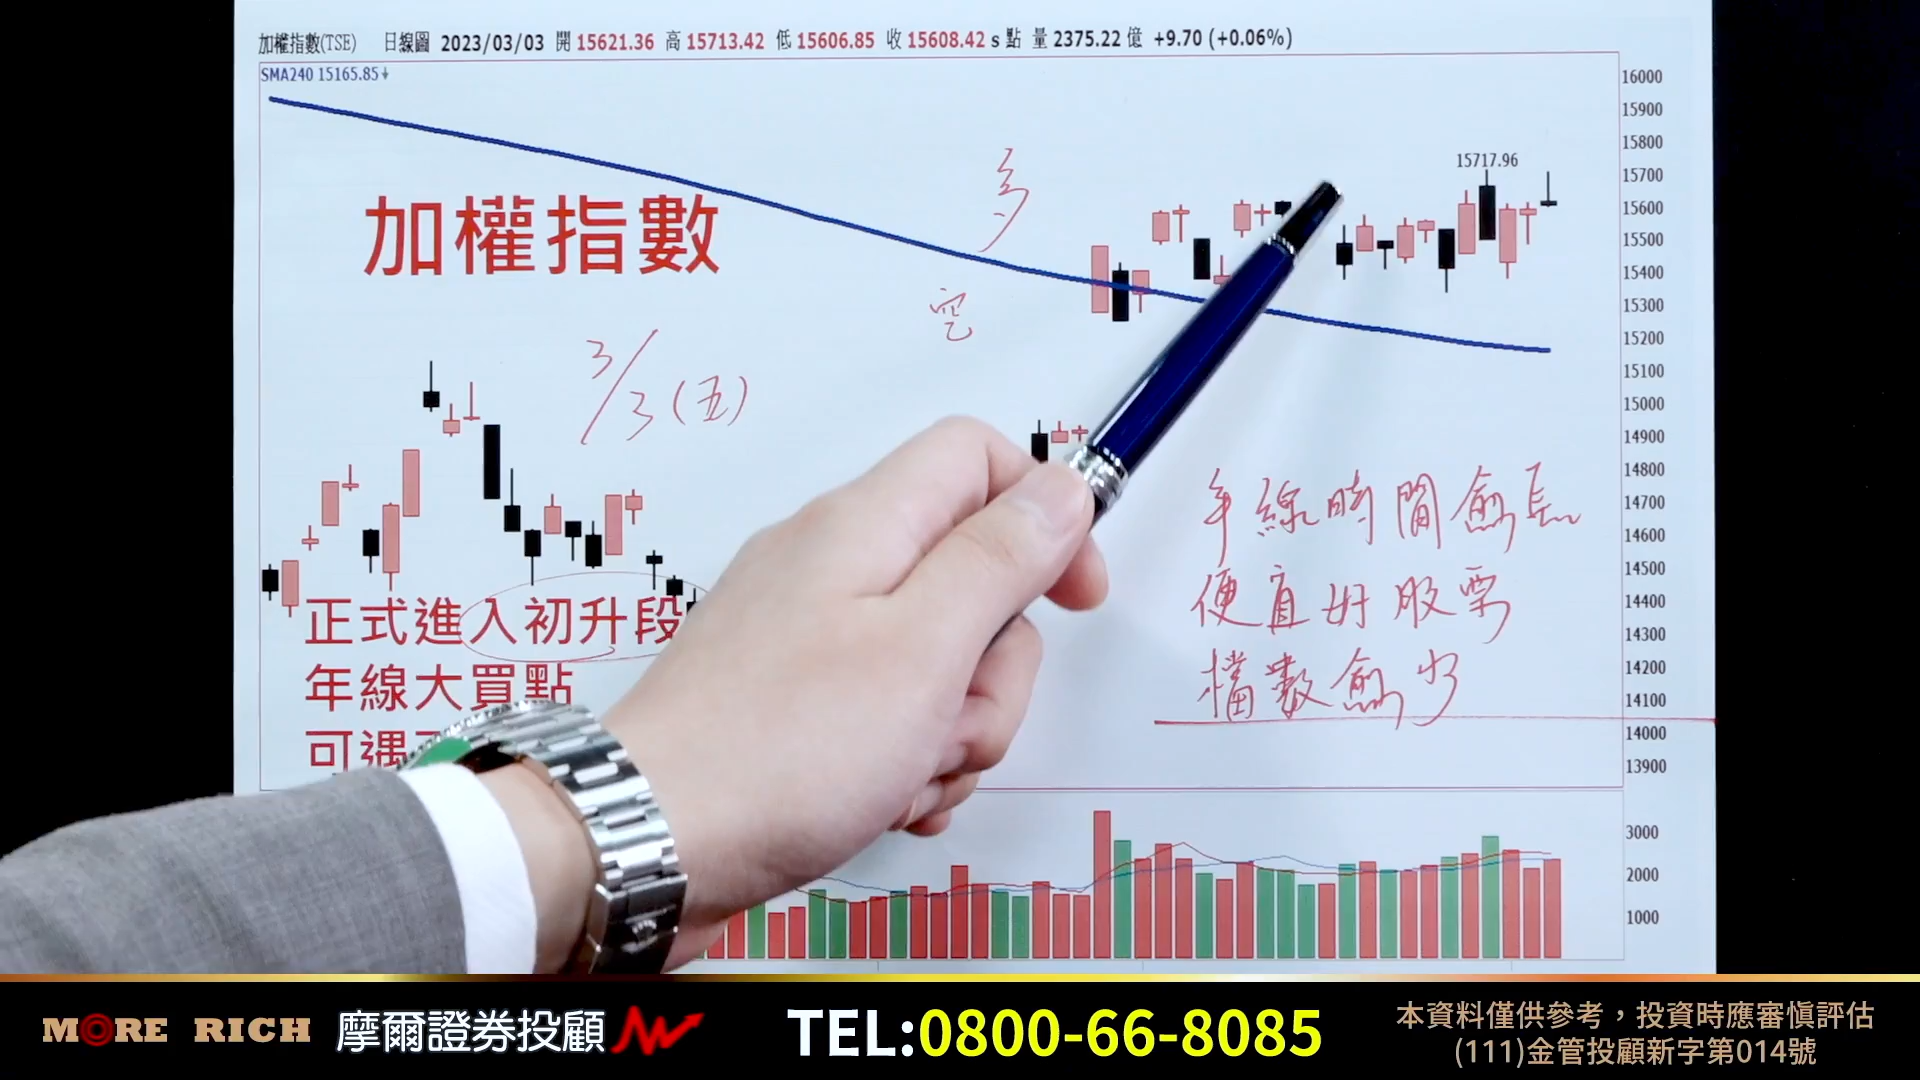 加權指數(TSE) 日線圖 2023/03/03 開 15621.36 高 15713.42 低 15606.85 收 15608.42 s 點 量 2375.22 億 +9.70 (+0.06%)
SMA240 15165.85↓
16000
15900
15800
15717.96
15700
15600
15500
15400
15300
15200
15100
15000
14900
14800
14700
14600
14500
14400
14300
14200
14100
14000
13900
3000
2000
1000
加權指數
多
空
3/3(五)
正式進入初升段
年線大買點
可遇
年線時間愈長
便宜好股票
檔數愈少
MORE RICH 摩爾證券投顧
TEL:0800-66-8085
本資料僅供參考，投資時應審慎評估
(111)金管投顧新字第014號